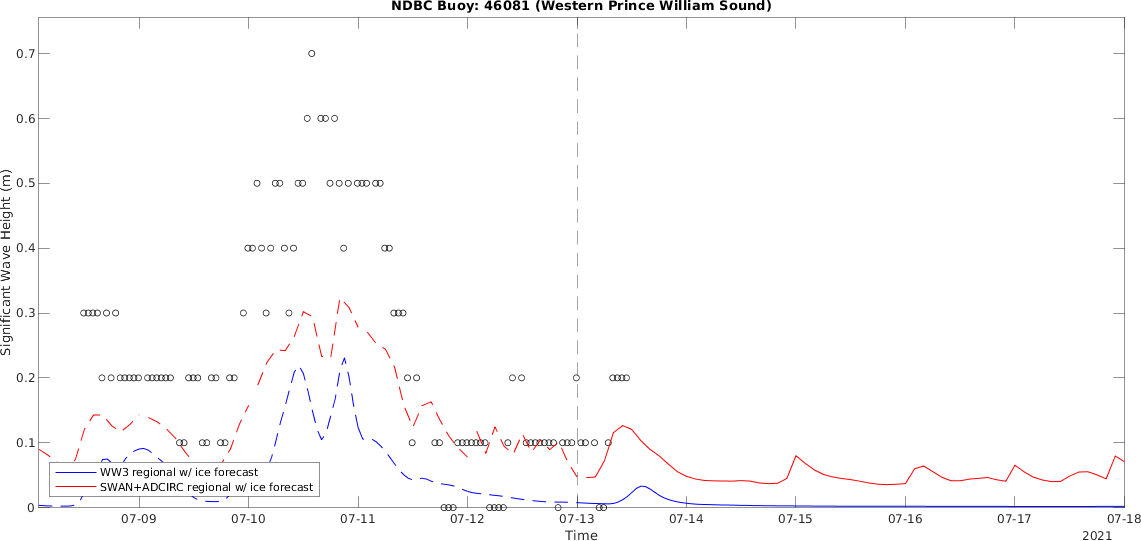 NDBC Buoy: 46081 (Western Prince William Sound)
Significant Wave Height (m)
0.7
0.6
0.5
0.4
0.3
0.2
0.1
0
WW3 regional w/ ice forecast
SWAN+ADCIRC regional w/ ice forecast
07-09 07-10 07-11 07-12 07-13 07-14 07-15 07-16 07-17 07-18
Time
2021